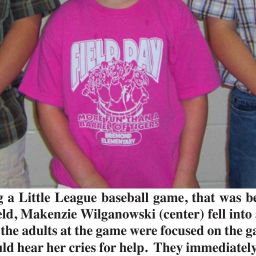 FIELD DAY
MORE FUN THAN A
BARREL OF TIGERS
BREMOND
ELEMENTARY
g a Little League baseball game, that was be
eld, Makenzie Wilganowski (center) fell into a
the adults at the game were focused on the ga
uld hear her cries for help. They immediately